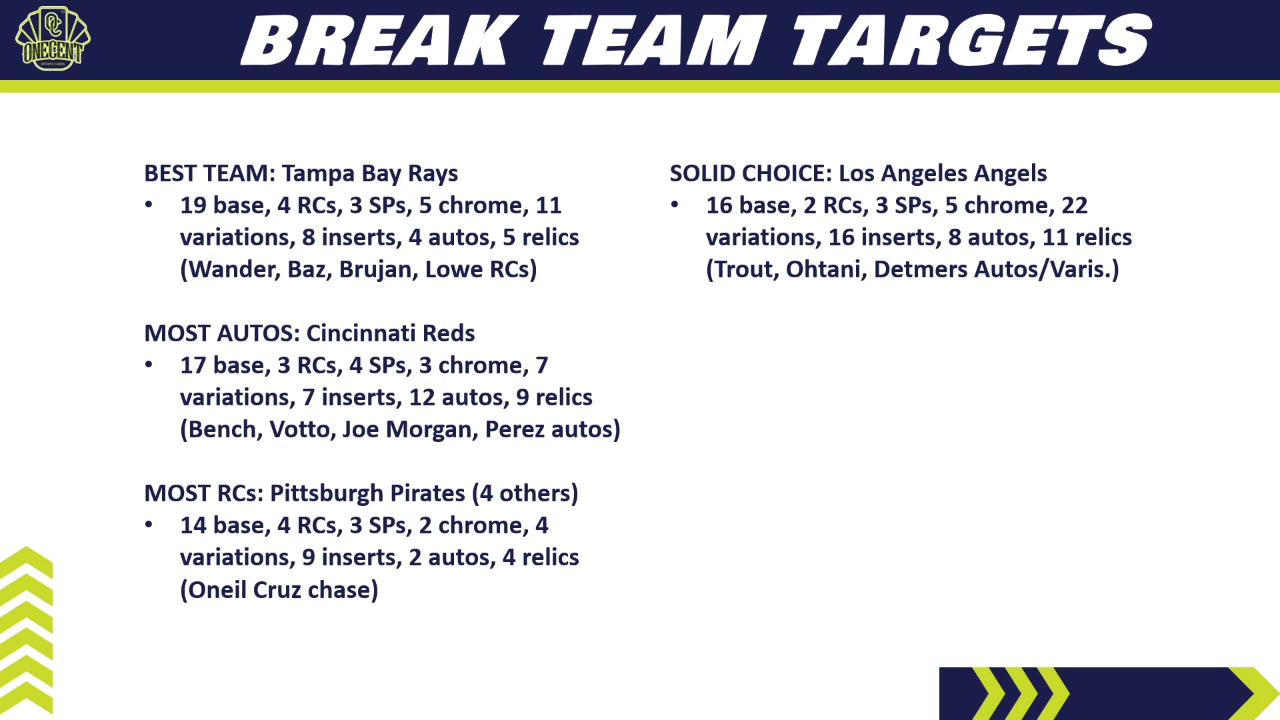 ONEGENT
SPORTS CARDS
BREAK TEAM TARGETS
BEST TEAM: Tampa Bay Rays
• 19 base, 4 RCs, 3 SPs, 5 chrome, 11
variations, 8 inserts, 4 autos, 5 relics
(Wander, Baz, Brujan, Lowe RCs)
MOST AUTOS: Cincinnati Reds
• 17 base, 3 RCs, 4 SPs, 3 chrome, 7
variations, 7 inserts, 12 autos, 9 relics
(Bench, Votto, Joe Morgan, Perez autos)
MOST RCs: Pittsburgh Pirates (4 others)
• 14 base, 4 RCs, 3 SPs, 2 chrome, 4
variations, 9 inserts, 2 autos, 4 relics
(Oneil Cruz chase)
SOLID CHOICE: Los Angeles Angels
• 16 base, 2 RCs, 3 SPs, 5 chrome, 22
variations, 16 inserts, 8 autos, 11 relics
(Trout, Ohtani, Detmers Autos/Varis.)